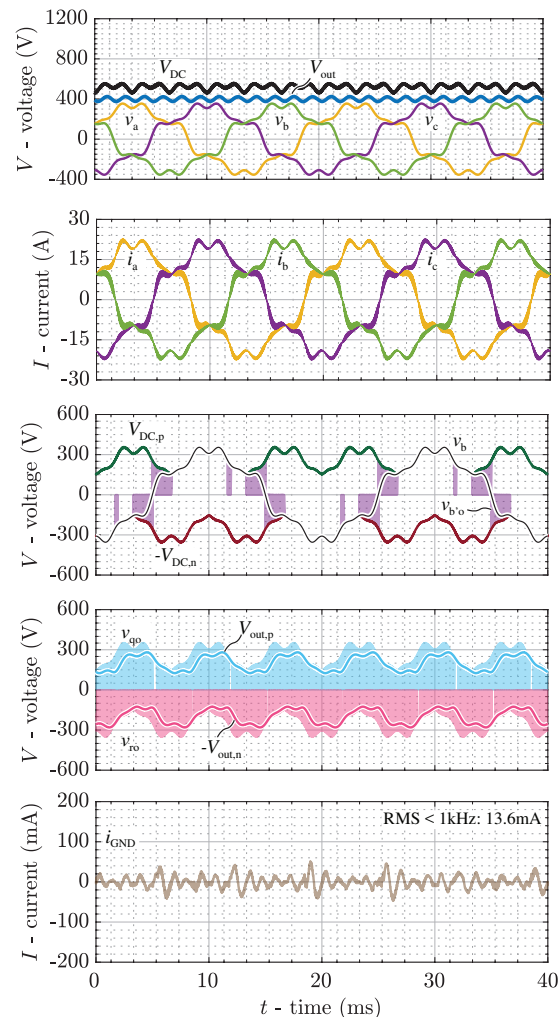 1200
800
400
0
-400
V - voltage (V)
V_DC
V_out
v_a
v_b
v_c
30
15
0
-15
-30
I - current (A)
i_a
i_b
i_c
600
300
0
-300
-600
V - voltage (V)
V_DC,p
v_b
v_b'o
-V_DC,n
600
300
0
-300
-600
V - voltage (V)
v_qo
V_out,p
v_ro
-V_out,n
200
100
0
-100
-200
I - current (mA)
RMS < 1kHz: 13.6mA
i_GND
0 10 20 30 40
t - time (ms)